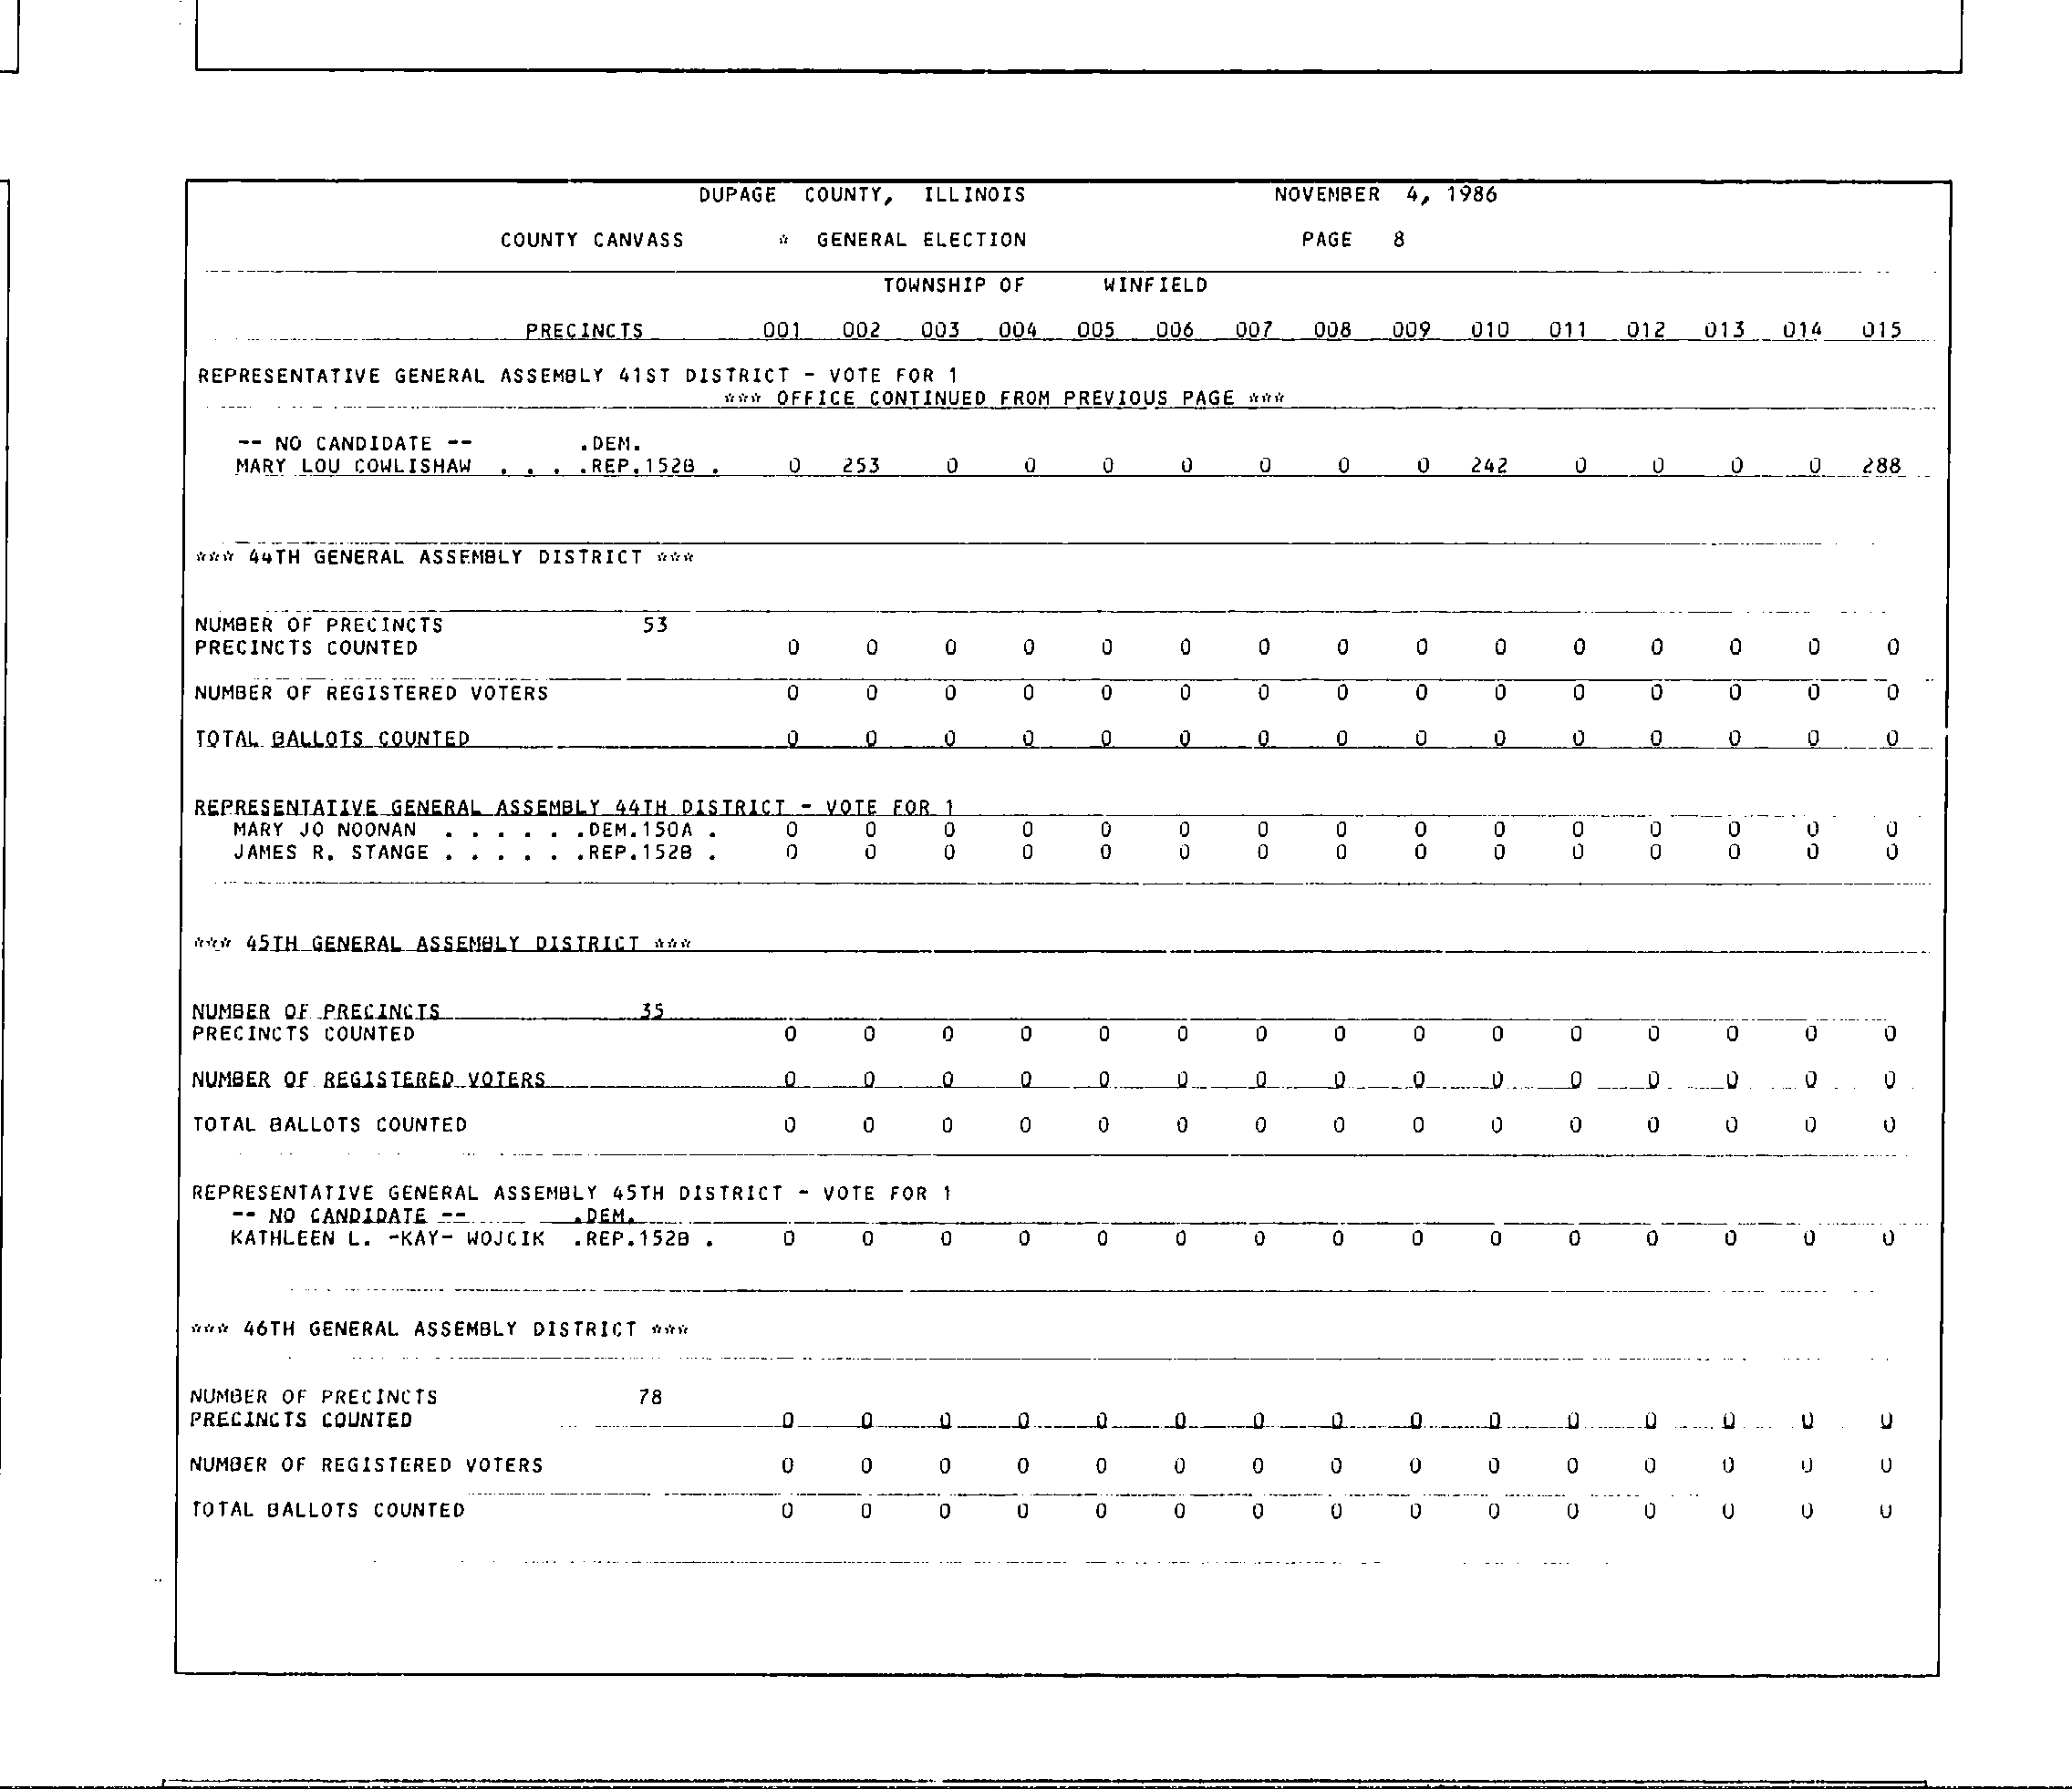 DUPAGE COUNTY, ILLINOIS NOVEMBER 4, 1986
COUNTY CANVASS * GENERAL ELECTION PAGE 8
TOWNSHIP OF WINFIELD
PRECINCTS 001 002 003 004 005 006 007 008 009 010 011 012 013 014 015
REPRESENTATIVE GENERAL ASSEMBLY 41ST DISTRICT - VOTE FOR 1
*** OFFICE CONTINUED FROM PREVIOUS PAGE ***
-- NO CANDIDATE -- .DEM.
MARY LOU COWLISHAW . . . .REP.152B . 0 253 0 0 0 0 0 0 0 242 0 0 0 0 288
*** 44TH GENERAL ASSEMBLY DISTRICT ***
NUMBER OF PRECINCTS 53
PRECINCTS COUNTED 0 0 0 0 0 0 0 0 0 0 0 0 0 0 0
NUMBER OF REGISTERED VOTERS 0 0 0 0 0 0 0 0 0 0 0 0 0 0 0
TOTAL BALLOTS COUNTED 0 0 0 0 0 0 0 0 0 0 0 0 0 0 0
REPRESENTATIVE GENERAL ASSEMBLY 44TH DISTRICT - VOTE FOR 1
MARY JO NOONAN . . . . . .DEM.150A . 0 0 0 0 0 0 0 0 0 0 0 0 0 0 0
JAMES R. STANGE . . . . . .REP.152B . 0 0 0 0 0 0 0 0 0 0 0 0 0 0 0
*** 45TH GENERAL ASSEMBLY DISTRICT ***
NUMBER OF PRECINCTS 35
PRECINCTS COUNTED 0 0 0 0 0 0 0 0 0 0 0 0 0 0 0
NUMBER OF REGISTERED VOTERS 0 0 0 0 0 0 0 0 0 0 0 0 0 0 0
TOTAL BALLOTS COUNTED 0 0 0 0 0 0 0 0 0 0 0 0 0 0 0
REPRESENTATIVE GENERAL ASSEMBLY 45TH DISTRICT - VOTE FOR 1
-- NO CANDIDATE -- .DEM.
KATHLEEN L. -KAY- WOJCIK .REP.152B . 0 0 0 0 0 0 0 0 0 0 0 0 0 0 0
*** 46TH GENERAL ASSEMBLY DISTRICT ***
NUMBER OF PRECINCTS 78
PRECINCTS COUNTED 0 0 0 0 0 0 0 0 0 0 0 0 0 0 0
NUMBER OF REGISTERED VOTERS 0 0 0 0 0 0 0 0 0 0 0 0 0 0 0
TOTAL BALLOTS COUNTED 0 0 0 0 0 0 0 0 0 0 0 0 0 0 0